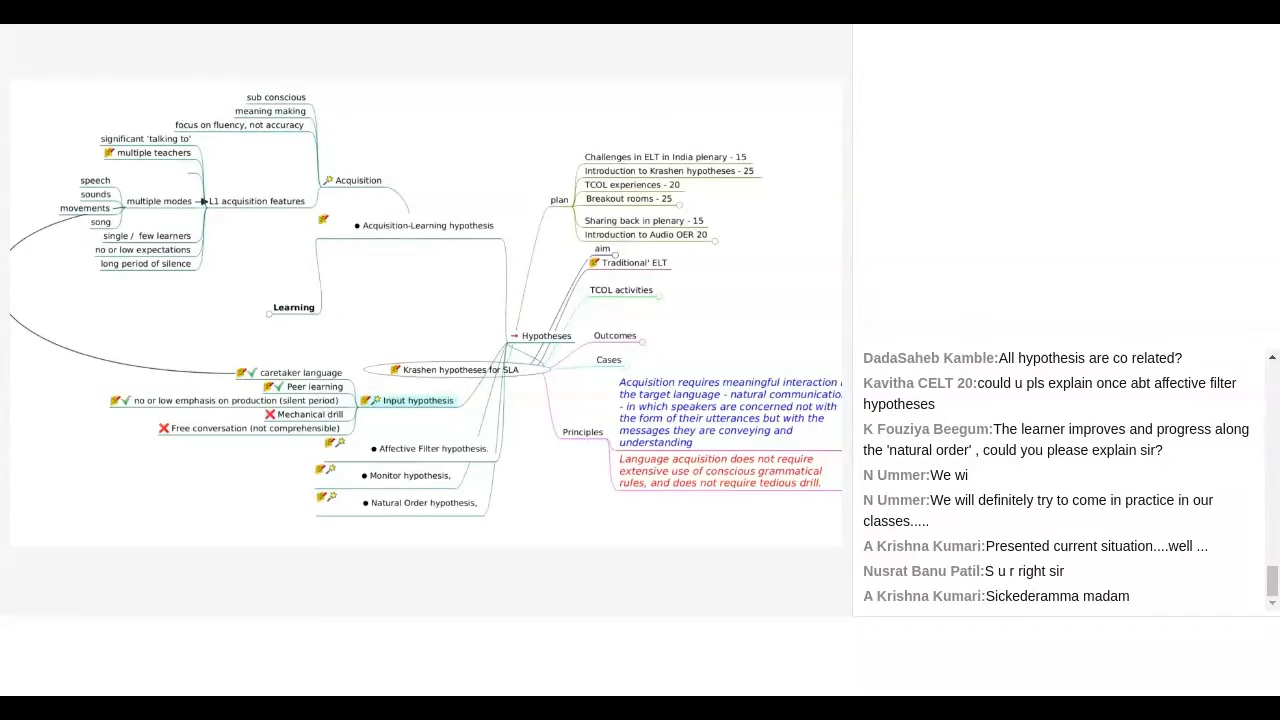 sub conscious
meaning making
focus on fluency, not accuracy
significant 'talking to'
multiple teachers
speech
sounds
movements
song
multiple modes
L1 acquisition features
single / few learners
no or low expectations
long period of silence
Acquisition
Acquisition-Learning hypothesis
Learning
caretaker language
Peer learning
no or low emphasis on production (silent period)
Mechanical drill
Free conversation (not comprehensible)
Input hypothesis
Affective Filter hypothesis.
Monitor hypothesis,
Natural Order hypothesis,
Krashen hypotheses for SLA
Hypotheses
plan
Challenges in ELT in India plenary - 15
Introduction to Krashen hypotheses - 25
TCOL experiences - 20
Breakout rooms - 25
Sharing back in plenary - 15
Introduction to Audio OER 20
aim
Traditional' ELT
TCOL activities
Outcomes
Cases
Principles
Acquisition requires meaningful interaction
the target language - natural communicatio
- in which speakers are concerned not with
the form of their utterances but with the
messages they are conveying and
understanding
Language acquisition does not require
extensive use of conscious grammatical
rules, and does not require tedious drill.
DadaSaheb Kamble:All hypothesis are co related?
Kavitha CELT 20:could u pls explain once abt affective filter
hypotheses
K Fouziya Beegum:The learner improves and progress along
the 'natural order' , could you please explain sir?
N Ummer:We wi
N Ummer:We will definitely try to come in practice in our
classes.....
A Krishna Kumari:Presented current situation....well ...
Nusrat Banu Patil:S u r right sir
A Krishna Kumari:Sickederamma madam